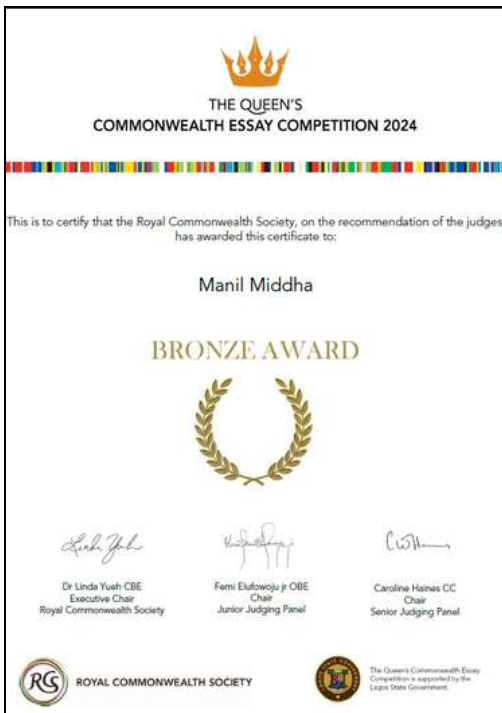 THE QUEEN'S
COMMONWEALTH ESSAY COMPETITION 2024
This is to certify that the Royal Commonwealth Society, on the recommendation of the judges
has awarded this certificate to:
Manil Middha
BRONZE AWARD
Dr Linda Yueh CBE
Executive Chair
Royal Commonwealth Society
Femi Elufowoju jr OBE
Chair
Junior Judging Panel
Caroline Haines CC
Chair
Senior Judging Panel
RCS
ROYAL COMMONWEALTH SOCIETY
The Queen's Commonwealth Essay
Competition is supported by the
Lagos State Government.